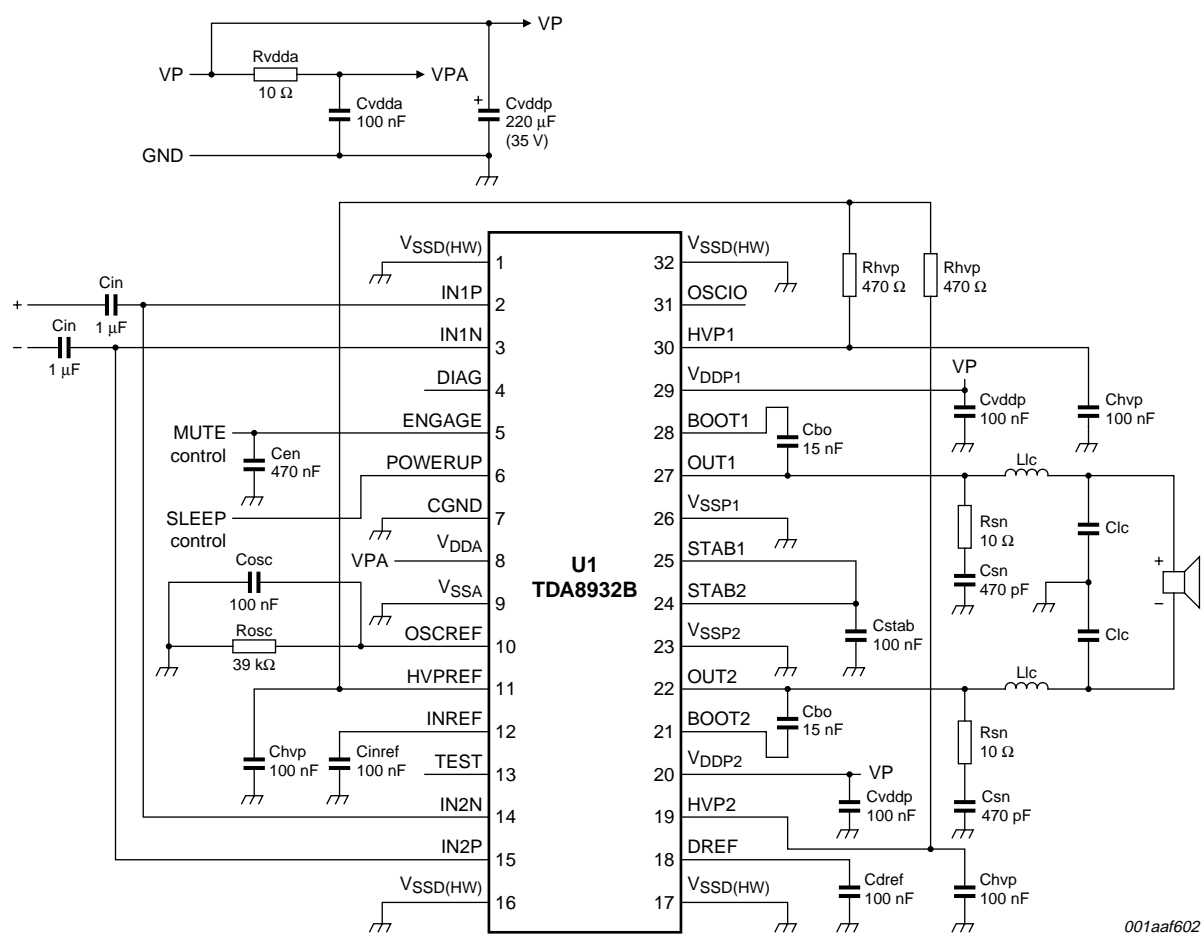 VP
Rvdda
VP
10 Ω
VPA
Cvdda
100 nF
+
Cvddp
220 μF
(35 V)
GND
VSSD(HW)
1
Cin
+
1 μF
IN1P
2
Cin
−
1 μF
IN1N
3
DIAG
4
MUTE
control
ENGAGE
5
Cen
470 nF
POWERUP
6
SLEEP
control
CGND
7
VPA
VDDA
8
Cosc
100 nF
VSSA
9
Rosc
39 kΩ
OSCREF
10
HVPREF
11
Chvp
100 nF
INREF
12
Cinref
100 nF
TEST
13
IN2N
14
IN2P
15
VSSD(HW)
16
U1
TDA8932B
VSSD(HW)
32
Rhvp
470 Ω
Rhvp
470 Ω
OSCIO
31
HVP1
30
VDDP1
29
VP
Cvddp
100 nF
Chvp
100 nF
BOOT1
28
Cbo
15 nF
OUT1
27
Llc
VSSP1
26
Rsn
10 Ω
Clc
STAB1
25
Csn
470 pF
+
−
STAB2
24
Cstab
100 nF
VSSP2
23
Clc
OUT2
22
Llc
BOOT2
21
Cbo
15 nF
Rsn
10 Ω
VDDP2
20
VP
Cvddp
100 nF
Csn
470 pF
HVP2
19
DREF
18
Cdref
100 nF
Chvp
100 nF
VSSD(HW)
17
001aaf602